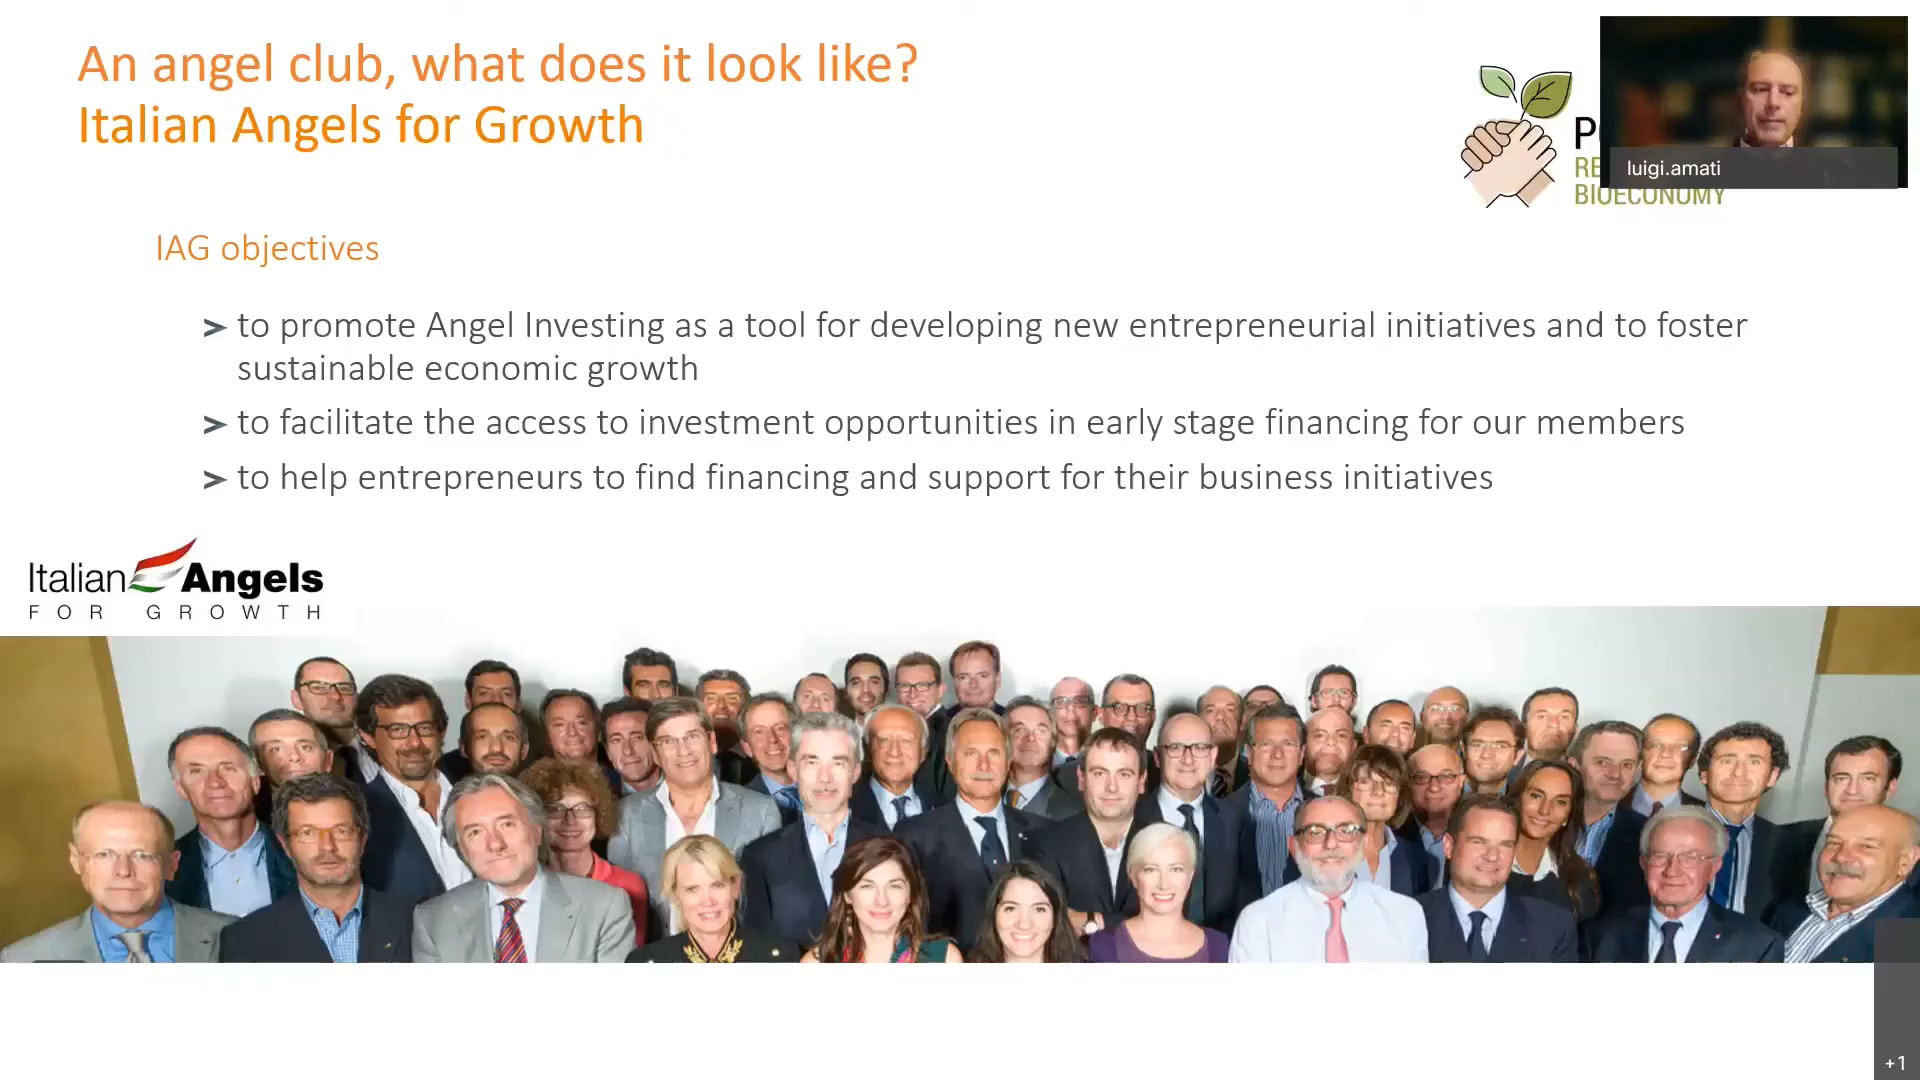 An angel club, what does it look like?
Italian Angels for Growth
luigi.amati
BIOECONOMY
IAG objectives
to promote Angel Investing as a tool for developing new entrepreneurial initiatives and to foster
sustainable economic growth
to facilitate the access to investment opportunities in early stage financing for our members
to help entrepreneurs to find financing and support for their business initiatives
Italian Angels
FOR GROWTH
+1